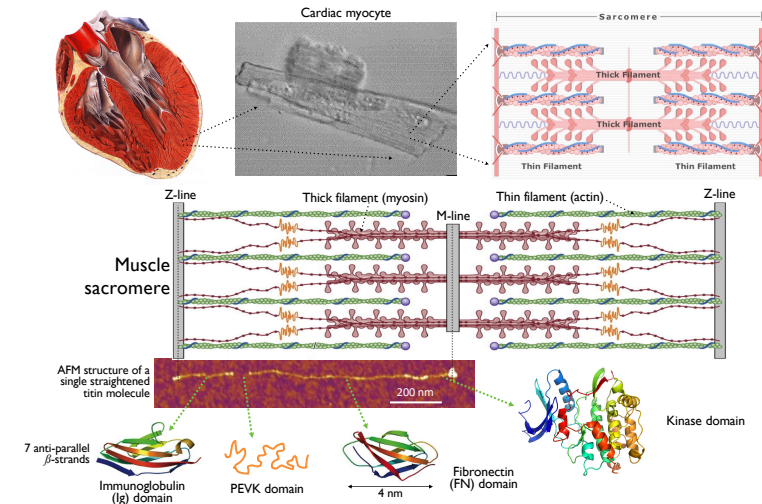 Cardiac myocyte
Sarcomere
Thick Filament
Thick Filament
Thin Filament
Thin Filament
Z-line
Thick filament (myosin)
Thin filament (actin)
Z-line
M-line
Muscle
sacromere
AFM structure of a
single straightened
titin molecule
200 nm
Kinase domain
7 anti-parallel
β-strands
Immunoglobulin
(Ig) domain
PEVK domain
Fibronectin
(FN) domain
4 nm